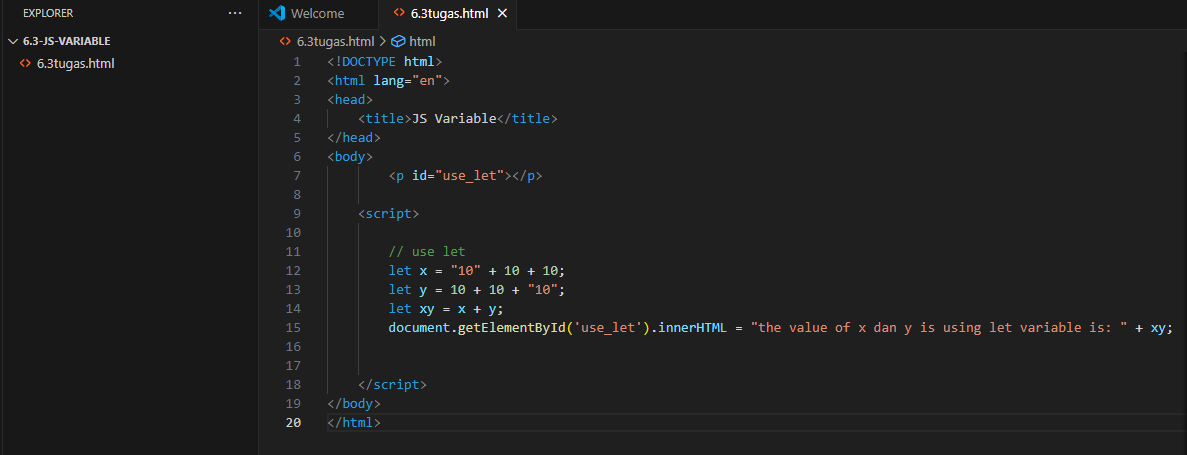 EXPLORER ...
6.3-JS-VARIABLE
6.3tugas.html
Welcome 6.3tugas.html
6.3tugas.html > html
1 <!DOCTYPE html>
2 <html lang="en">
3 <head>
4 <title>JS Variable</title>
5 </head>
6 <body>
7 <p id="use_let"></p>
8
9 <script>
10
11 // use let
12 let x = "10" + 10 + 10;
13 let y = 10 + 10 + "10";
14 let xy = x + y;
15 document.getElementById('use_let').innerHTML = "the value of x dan y is using let variable is: " + xy;
16
17
18 </script>
19 </body>
20 </html>